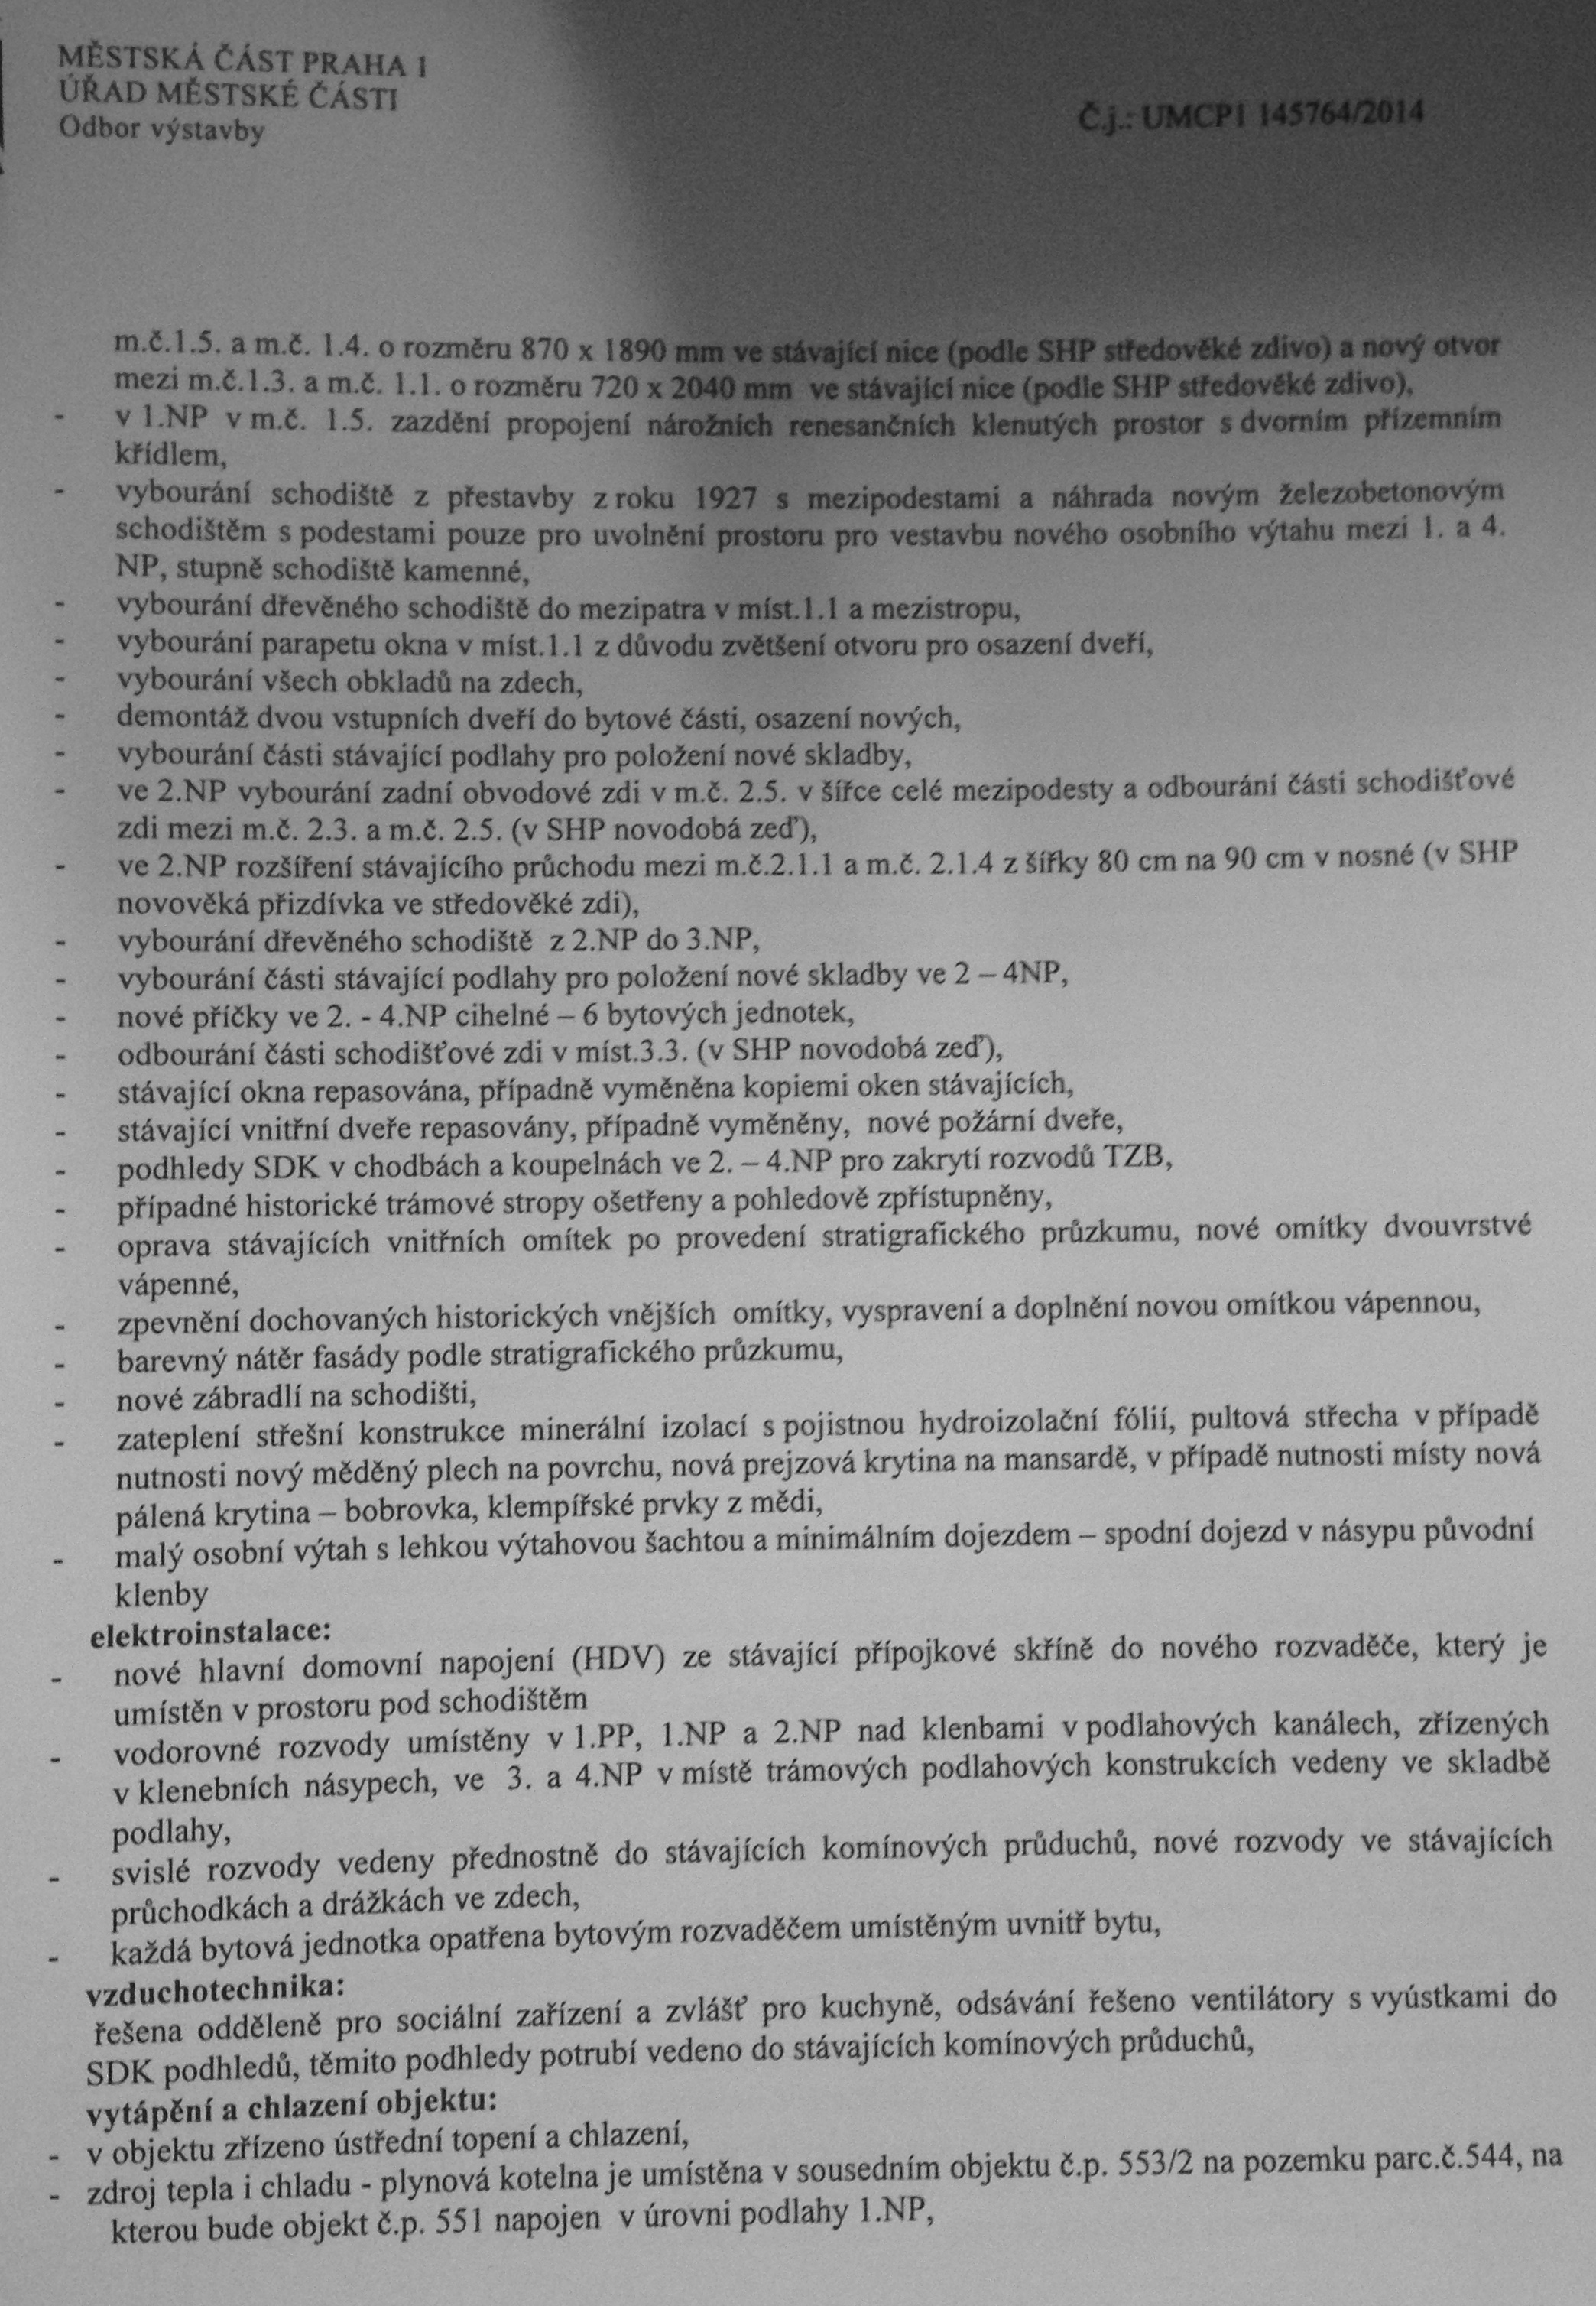 MĚSTSKÁ ČÁST PRAHA 1
ÚŘAD MĚSTSKÉ ČÁSTI
Odbor výstavby
Č.j.: UMCP1 145764/2014
m.č.1.5. a m.č. 1.4. o rozměru 870 x 1890 mm ve stávající nice (podle SHP středověké zdivo) a nový otvor
mezi m.č.1.3. a m.č. 1.1. o rozměru 720 x 2040 mm ve stávající nice (podle SHP středověké zdivo),
- v 1.NP v m.č. 1.5. zazdění propojení nárožních renesančních klenutých prostor s dvorním přízemním
křídlem,
- vybourání schodiště z přestavby z roku 1927 s mezipodestami a náhrada novým železobetonovým
schodištěm s podestami pouze pro uvolnění prostoru pro vestavbu nového osobního výtahu mezi 1. a 4.
NP, stupně schodiště kamenné,
- vybourání dřevěného schodiště do mezipatra v míst.1.1 a mezistropu,
- vybourání parapetu okna v míst.1.1 z důvodu zvětšení otvoru pro osazení dveří,
- vybourání všech obkladů na zdech,
- demontáž dvou vstupních dveří do bytové části, osazení nových,
- vybourání části stávající podlahy pro položení nové skladby,
- ve 2.NP vybourání zadní obvodové zdi v m.č. 2.5. v šířce celé mezipodesty a odbourání části schodišťové
zdi mezi m.č. 2.3. a m.č. 2.5. (v SHP novodobá zeď),
- ve 2.NP rozšíření stávajícího průchodu mezi m.č.2.1.1 a m.č. 2.1.4 z šířky 80 cm na 90 cm v nosné (v SHP
novověká přizdívka ve středověké zdi),
- vybourání dřevěného schodiště z 2.NP do 3.NP,
- vybourání části stávající podlahy pro položení nové skladby ve 2 – 4NP,
- nové příčky ve 2. - 4.NP cihelné – 6 bytových jednotek,
- odbourání části schodišťové zdi v míst.3.3. (v SHP novodobá zeď),
- stávající okna repasována, případně vyměněna kopiemi oken stávajících,
- stávající vnitřní dveře repasovány, případně vyměněny, nové požární dveře,
- podhledy SDK v chodbách a koupelnách ve 2. – 4.NP pro zakrytí rozvodů TZB,
- případné historické trámové stropy ošetřeny a pohledově zpřístupněny,
- oprava stávajících vnitřních omítek po provedení stratigrafického průzkumu, nové omítky dvouvrstvé
vápenné,
- zpevnění dochovaných historických vnějších omítky, vyspravení a doplnění novou omítkou vápennou,
- barevný nátěr fasády podle stratigrafického průzkumu,
- nové zábradlí na schodišti,
- zateplení střešní konstrukce minerální izolací s pojistnou hydroizolační fólií, pultová střecha v případě
nutnosti nový měděný plech na povrchu, nová prejzová krytina na mansardě, v případě nutnosti místy nová
pálená krytina – bobrovka, klempířské prvky z mědi,
- malý osobní výtah s lehkou výtahovou šachtou a minimálním dojezdem – spodní dojezd v násypu původní
klenby
elektroinstalace:
- nové hlavní domovní napojení (HDV) ze stávající přípojkové skříně do nového rozvaděče, který je
umístěn v prostoru pod schodištěm
- vodorovné rozvody umístěny v 1.PP, 1.NP a 2.NP nad klenbami v podlahových kanálech, zřízených
v klenebních násypech, ve 3. a 4.NP v místě trámových podlahových konstrukcích vedeny ve skladbě
podlahy,
- svislé rozvody vedeny přednostně do stávajících komínových průduchů, nové rozvody ve stávajících
průchodkách a drážkách ve zdech,
- každá bytová jednotka opatřena bytovým rozvaděčem umístěným uvnitř bytu,
vzduchotechnika:
řešena odděleně pro sociální zařízení a zvlášť pro kuchyně, odsávání řešeno ventilátory s vyústkami do
SDK podhledů, těmito podhledy potrubí vedeno do stávajících komínových průduchů,
vytápění a chlazení objektu:
- v objektu zřízeno ústřední topení a chlazení,
- zdroj tepla i chladu - plynová kotelna je umístěna v sousedním objektu č.p. 553/2 na pozemku parc.č.544, na
kterou bude objekt č.p. 551 napojen v úrovni podlahy 1.NP,